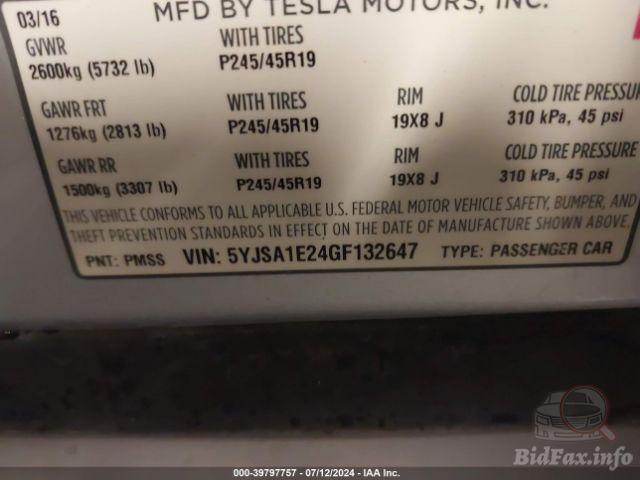 MFD BY TESLA MOTORS, INC.
03/16
GVWR WITH TIRES
2600kg (5732 lb) P245/45R19
GAWR FRT WITH TIRES RIM COLD TIRE PRESSUR
1276kg (2813 lb) P245/45R19 19X8 J 310 kPa, 45 psi
GAWR RR WITH TIRES RIM COLD TIRE PRESSURE
1500kg (3307 lb) P245/45R19 19X8 J 310 kPa, 45 psi
THIS VEHICLE CONFORMS TO ALL APPLICABLE U.S. FEDERAL MOTOR VEHICLE SAFETY, BUMPER, AND
THEFT PREVENTION STANDARDS IN EFFECT ON THE DATE OF MANUFACTURE SHOWN ABOVE.
PNT: PMSS VIN: 5YJSA1E24GF132647 TYPE: PASSENGER CAR
BidFax.info
000-39797757 - 07/12/2024 - IAA Inc.